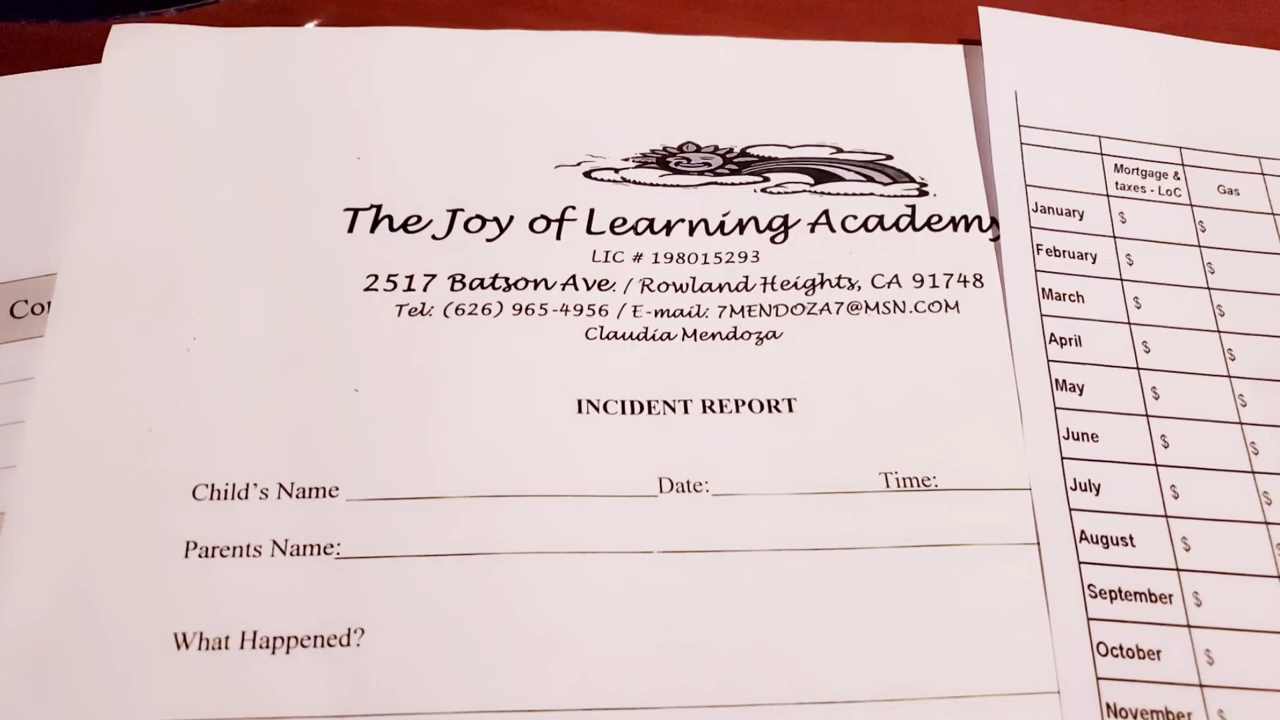 Con
The Joy of Learning Academy
LIC # 198015293
2517 Batson Ave. / Rowland Heights, CA 91748
Tel: (626) 965-4956 / E-mail: 7MENDOZA7@MSN.COM
Claudia Mendoza
INCIDENT REPORT
Child's Name Date: Time:
Parents Name:
What Happened?
Mortgage & taxes - LoC Gas
January $ $
February $ $
March $ $
April $ $
May $ $
June $ $
July $ $
August $ $
September $
October $
November $